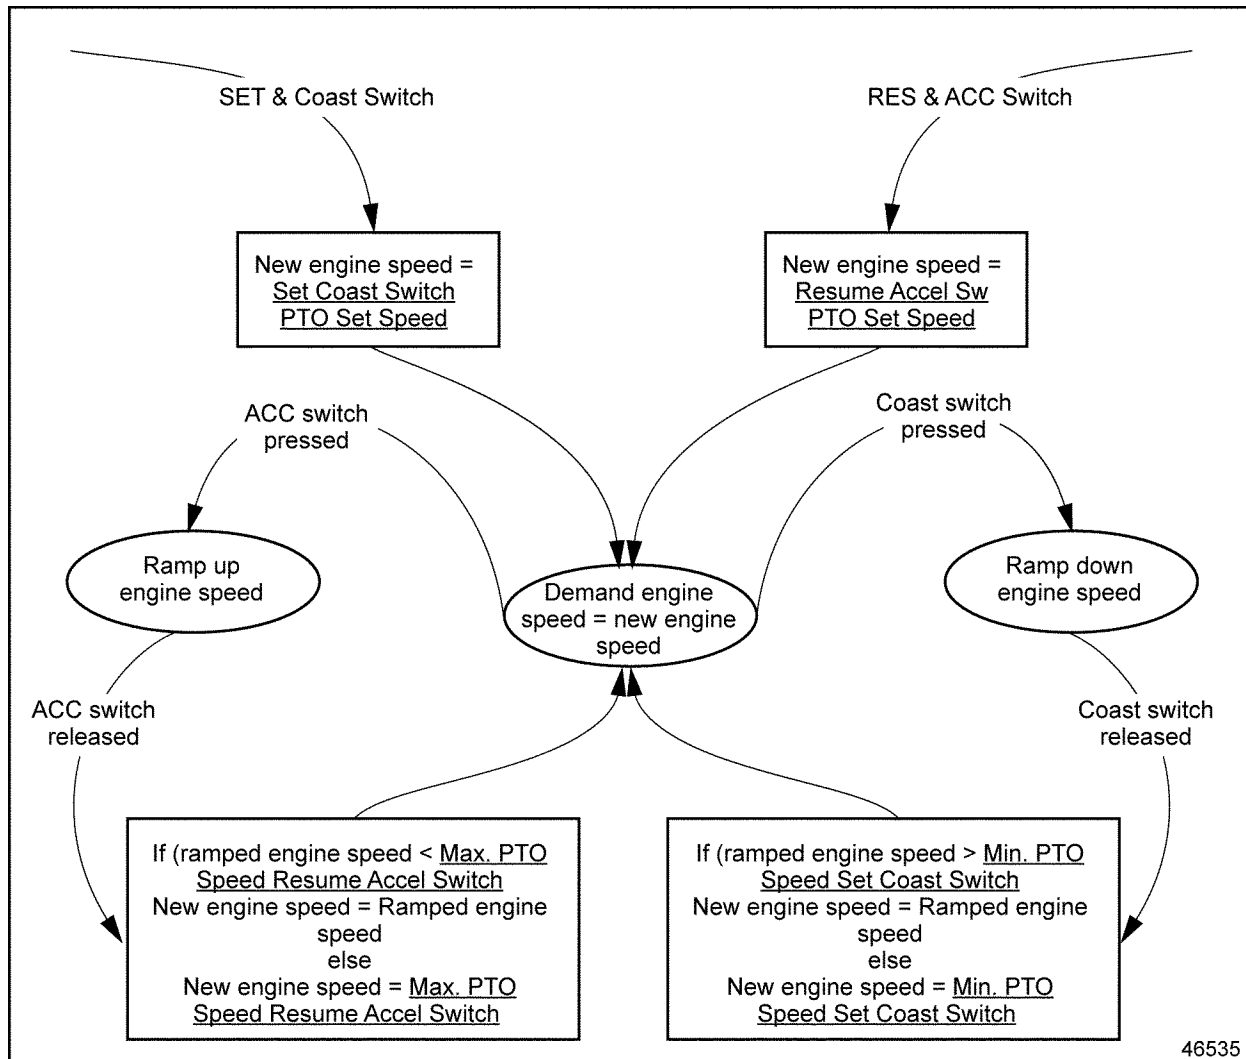 SET & Coast Switch
RES & ACC Switch
New engine speed =
Set Coast Switch
PTO Set Speed
New engine speed =
Resume Accel Sw
PTO Set Speed
ACC switch
pressed
Coast switch
pressed
Ramp up
engine speed
Demand engine
speed = new engine
speed
Ramp down
engine speed
ACC switch
released
Coast switch
released
If (ramped engine speed < Max. PTO
Speed Resume Accel Switch
New engine speed = Ramped engine
speed
else
New engine speed = Max. PTO
Speed Resume Accel Switch
If (ramped engine speed > Min. PTO
Speed Set Coast Switch
New engine speed = Ramped engine
speed
else
New engine speed = Min. PTO
Speed Set Coast Switch
46535